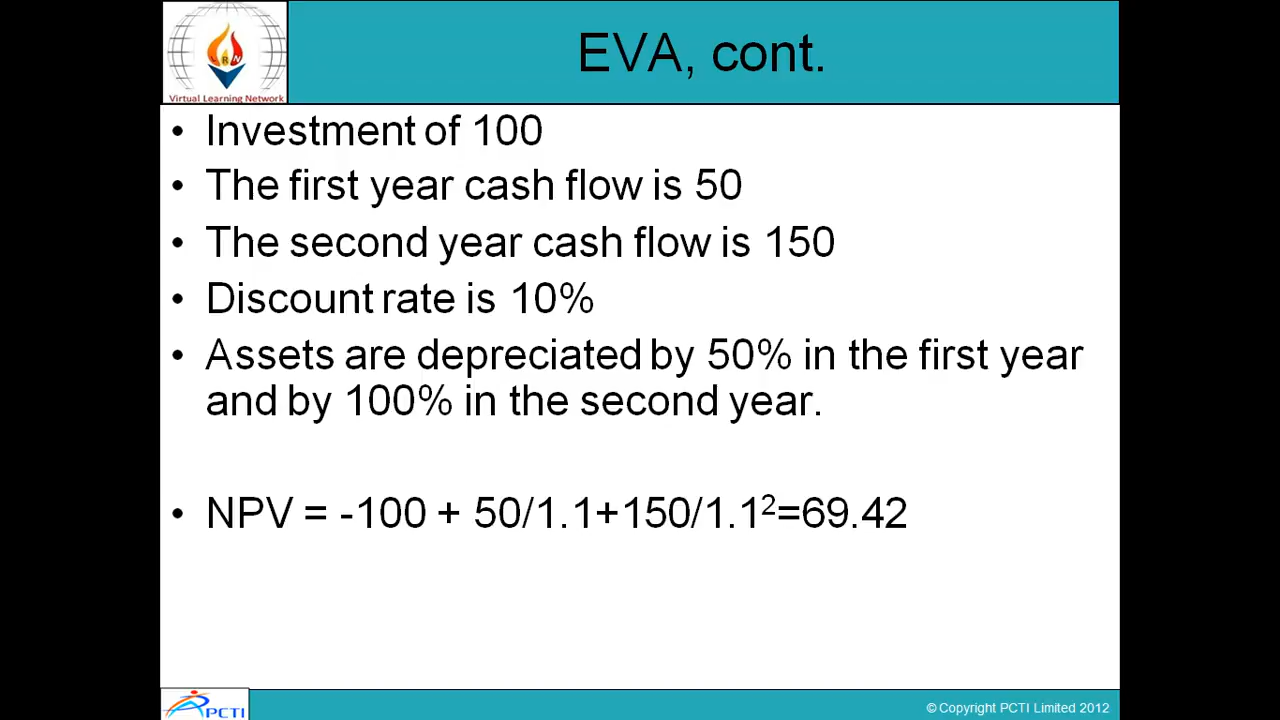 EVA, cont.
LRN
Virtual Learning Network
• Investment of 100
• The first year cash flow is 50
• The second year cash flow is 150
• Discount rate is 10%
• Assets are depreciated by 50% in the first year
and by 100% in the second year.
• NPV = -100 + 50/1.1+150/1.1²=69.42
PCTI
© Copyright PCTI Limited 2012